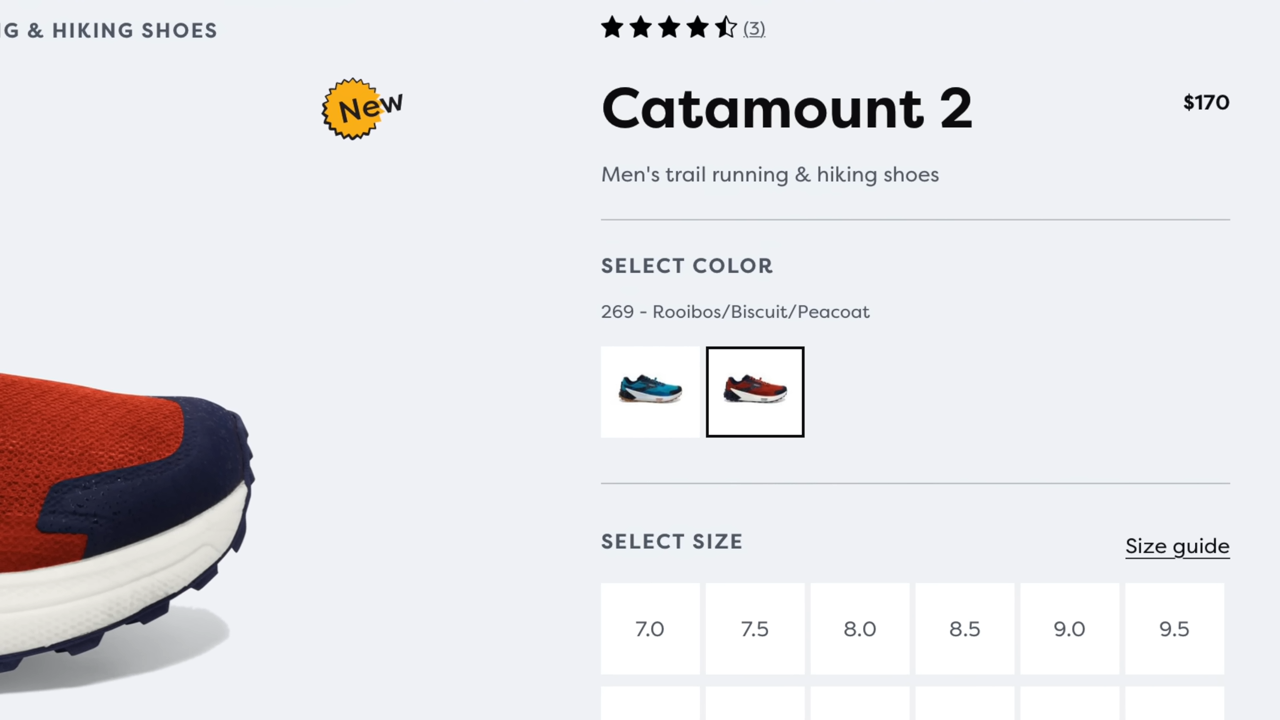 G & HIKING SHOES
New
(3)
Catamount 2
$170
Men's trail running & hiking shoes
SELECT COLOR
269 - Rooibos/Biscuit/Peacoat
SELECT SIZE
Size guide
7.0 7.5 8.0 8.5 9.0 9.5